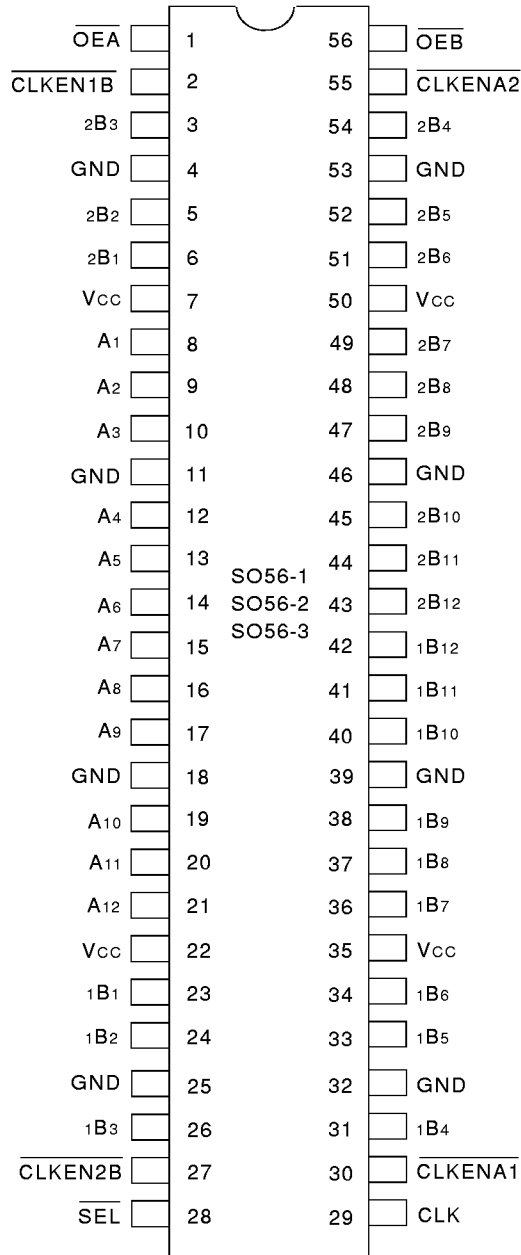 OEA 1 56 OEB
CLKEN1B 2 55 CLKENA2
2B3 3 54 2B4
GND 4 53 GND
2B2 5 52 2B5
2B1 6 51 2B6
VCC 7 50 VCC
A1 8 49 2B7
A2 9 48 2B8
A3 10 47 2B9
GND 11 46 GND
A4 12 45 2B10
A5 13 44 2B11
SO56-1
A6 14 43 2B12
SO56-2
SO56-3
A7 15 42 1B12
A8 16 41 1B11
A9 17 40 1B10
GND 18 39 GND
A10 19 38 1B9
A11 20 37 1B8
A12 21 36 1B7
VCC 22 35 VCC
1B1 23 34 1B6
1B2 24 33 1B5
GND 25 32 GND
1B3 26 31 1B4
CLKEN2B 27 30 CLKENA1
SEL 28 29 CLK